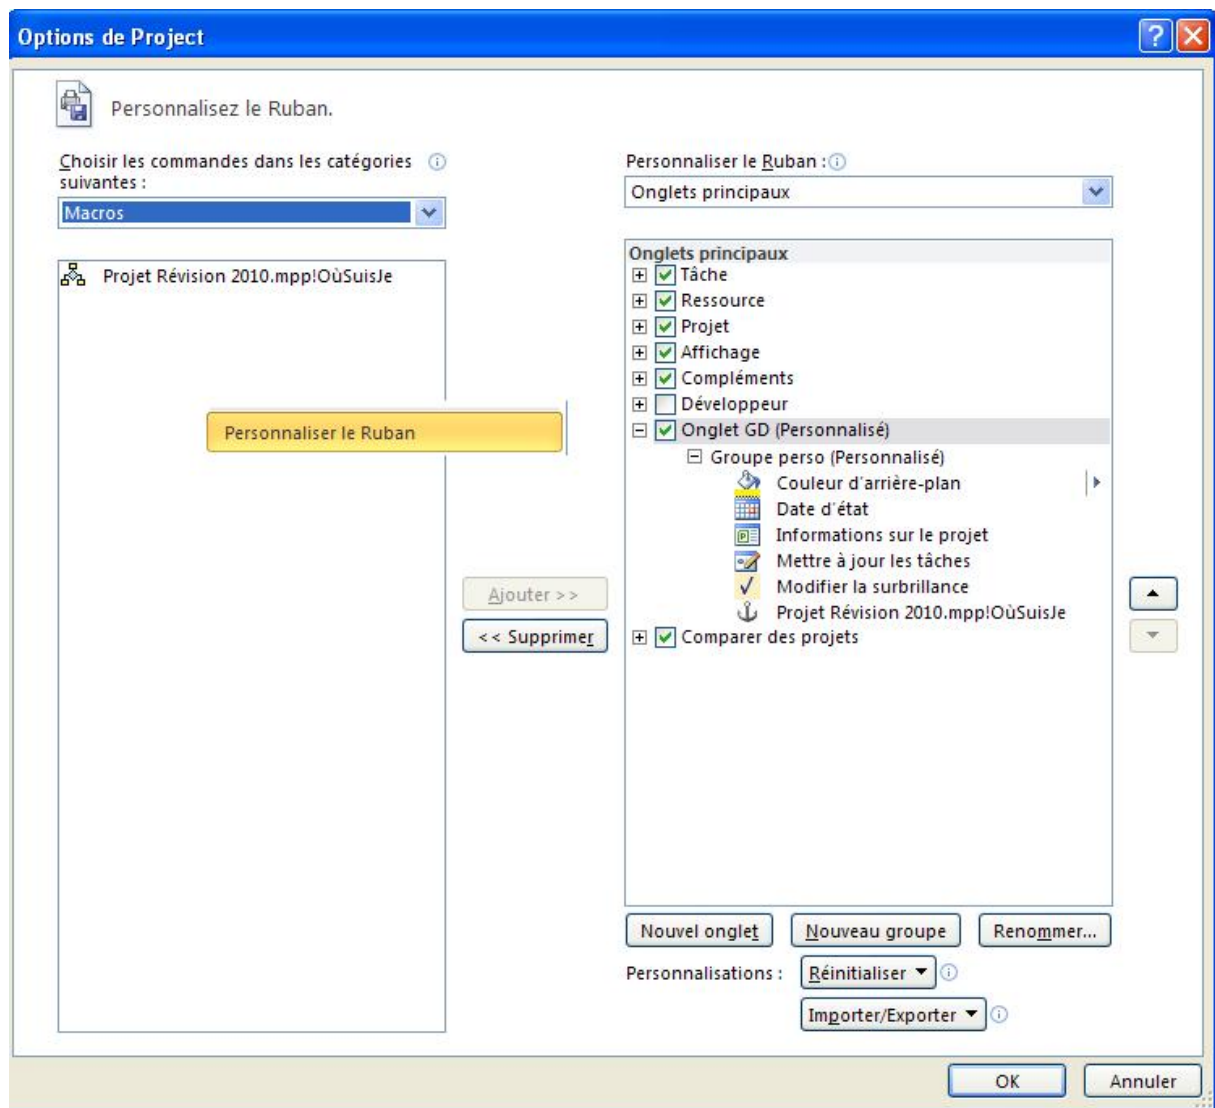 Options de Project
Personnalisez le Ruban.
Choisir les commandes dans les catégories
suivantes :
Macros
Projet Révision 2010.mpp!OùSuisJe
Personnaliser le Ruban
Ajouter >>
<< Supprimer
Personnaliser le Ruban :
Onglets principaux
Onglets principaux
Tâche
Ressource
Projet
Affichage
Compléments
Développeur
Onglet GD (Personnalisé)
Groupe perso (Personnalisé)
Couleur d'arrière-plan
Date d'état
Informations sur le projet
Mettre à jour les tâches
Modifier la surbrillance
Projet Révision 2010.mpp!OùSuisJe
Comparer des projets
Nouvel onglet
Nouveau groupe
Renommer...
Personnalisations :
Réinitialiser
Importer/Exporter
OK
Annuler